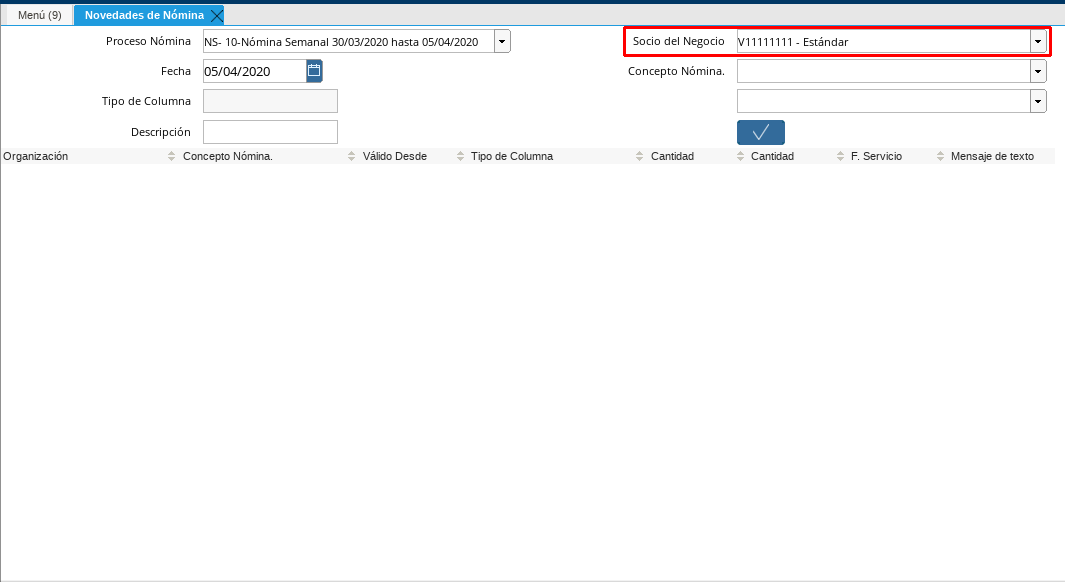 Menú (9) Novedades de Nómina
Proceso Nómina NS- 10-Nómina Semanal 30/03/2020 hasta 05/04/2020 Socio del Negocio V11111111 - Estándar
Fecha 05/04/2020 Concepto Nómina.
Tipo de Columna
Descripción
Organización Concepto Nómina. Válido Desde Tipo de Columna Cantidad Cantidad F. Servicio Mensaje de texto